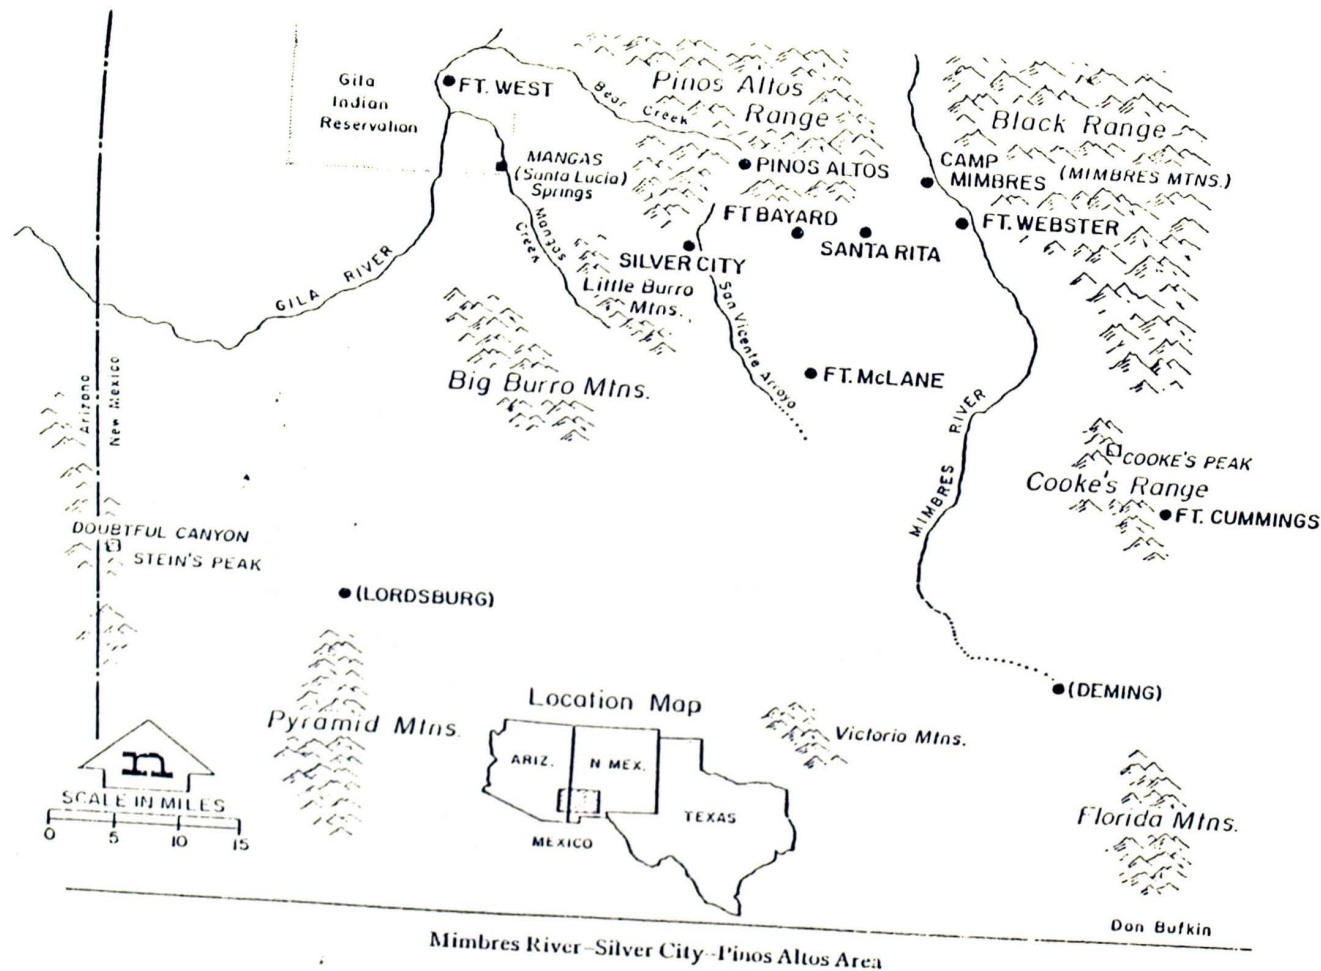 Gila
Indian
Reservation
FT. WEST
Bear Creek
Pinos Altos
Range
Black Range
(MIMBRES MTNS.)
MANGAS
(Santa Lucia)
Springs
PINOS ALTOS
CAMP
MIMBRES
FT. WEBSTER
FT BAYARD
SANTA RITA
Mangas
Creek
SILVER CITY
Little Burro
Mtns.
GILA RIVER
San Vicente Arroyo
Big Burro Mtns.
FT. McLANE
Arizona
New Mexico
MIMBRES RIVER
COOKE'S PEAK
Cooke's Range
FT. CUMMINGS
DOUBTFUL CANYON
STEIN'S PEAK
(LORDSBURG)
(DEMING)
Pyramid Mtns.
Location Map
ARIZ.
N MEX.
TEXAS
MEXICO
Victorio Mtns.
Florida Mtns.
n
SCALE IN MILES
0 5 10 15
Don Bufkin
Mimbres River–Silver City--Pinos Altos Area